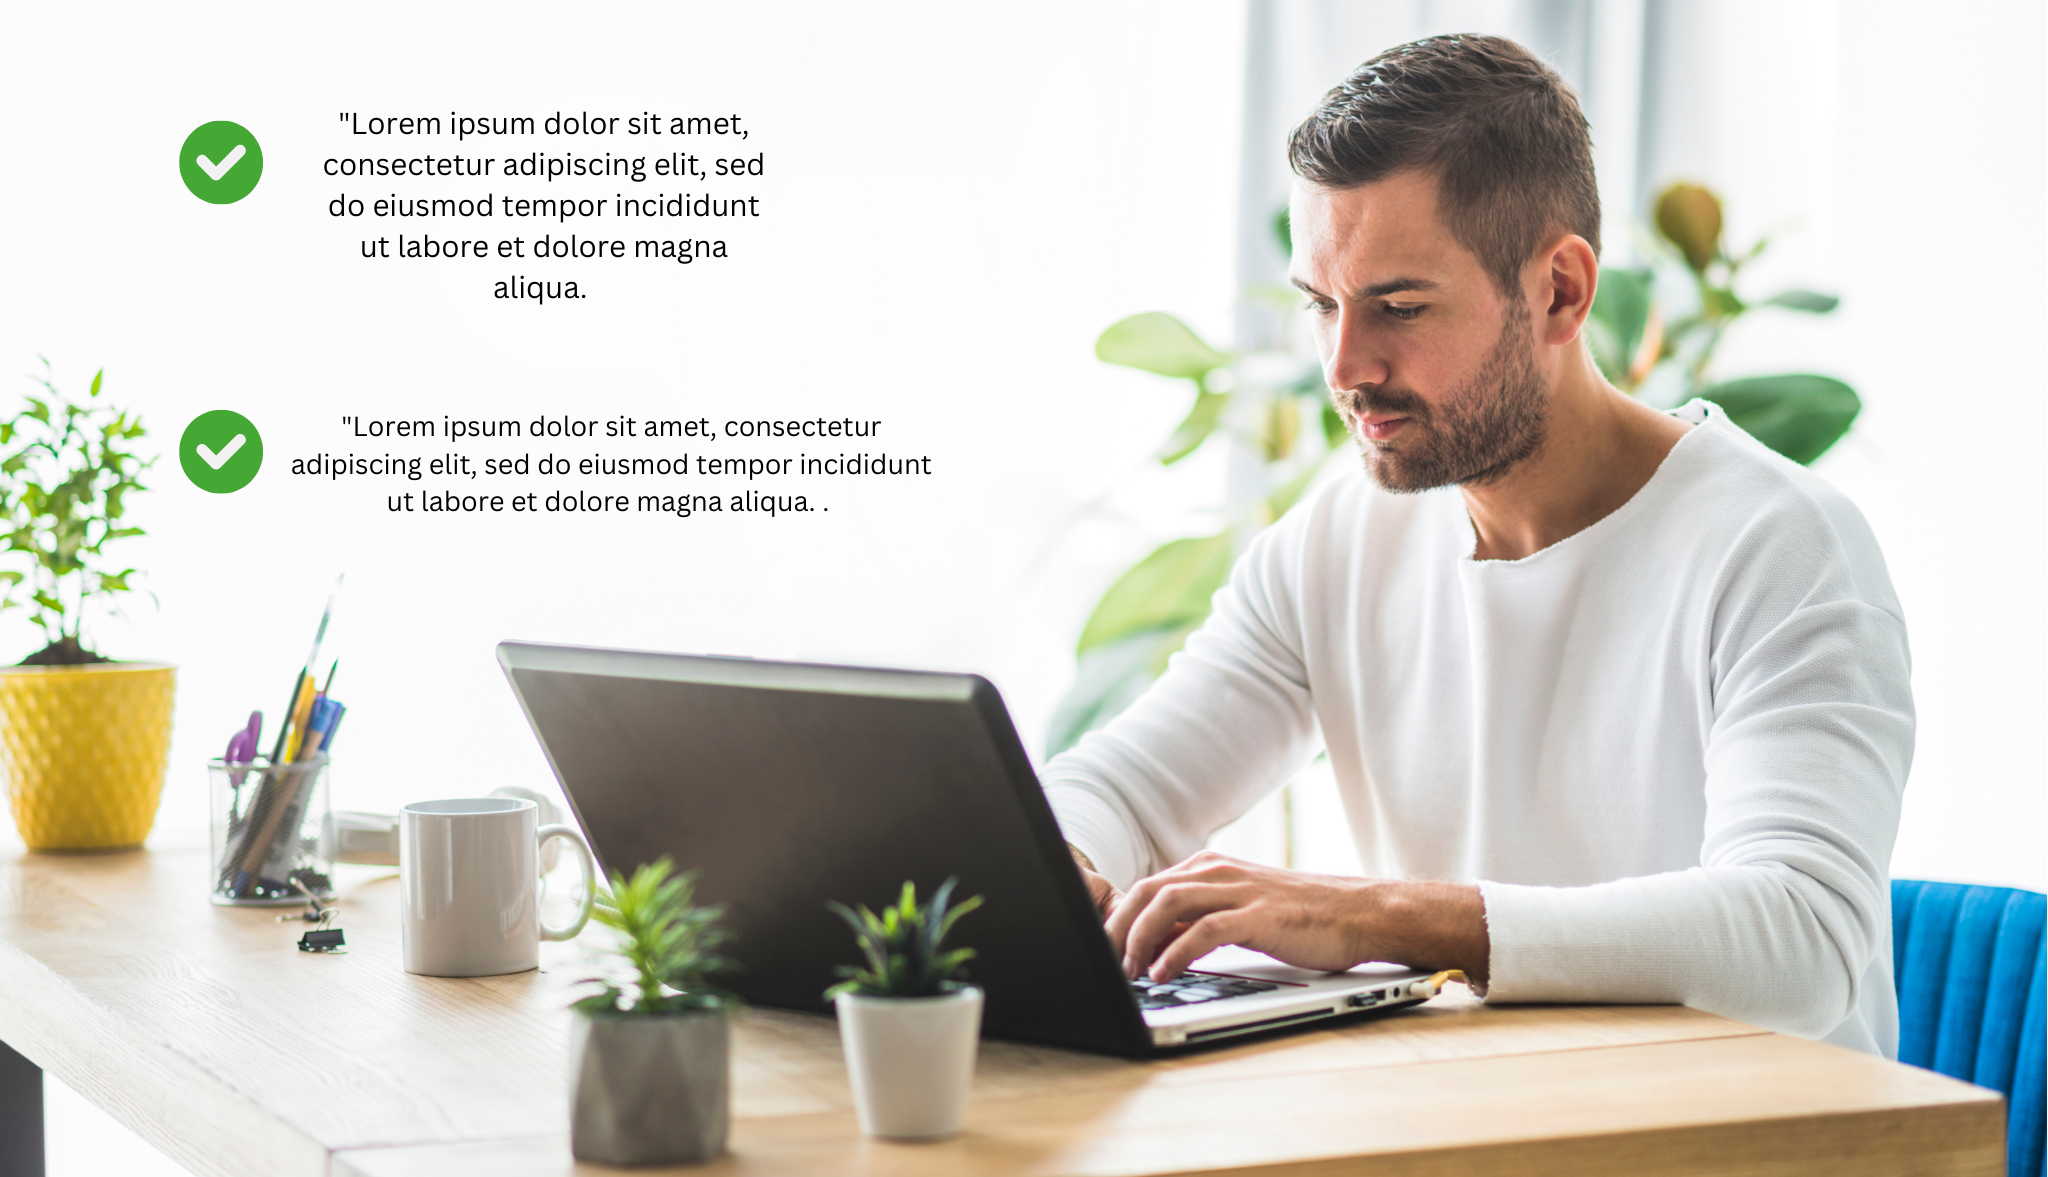 "Lorem ipsum dolor sit amet,
consectetur adipiscing elit, sed
do eiusmod tempor incididunt
ut labore et dolore magna
aliqua.
"Lorem ipsum dolor sit amet, consectetur
adipiscing elit, sed do eiusmod tempor incididunt
ut labore et dolore magna aliqua. .